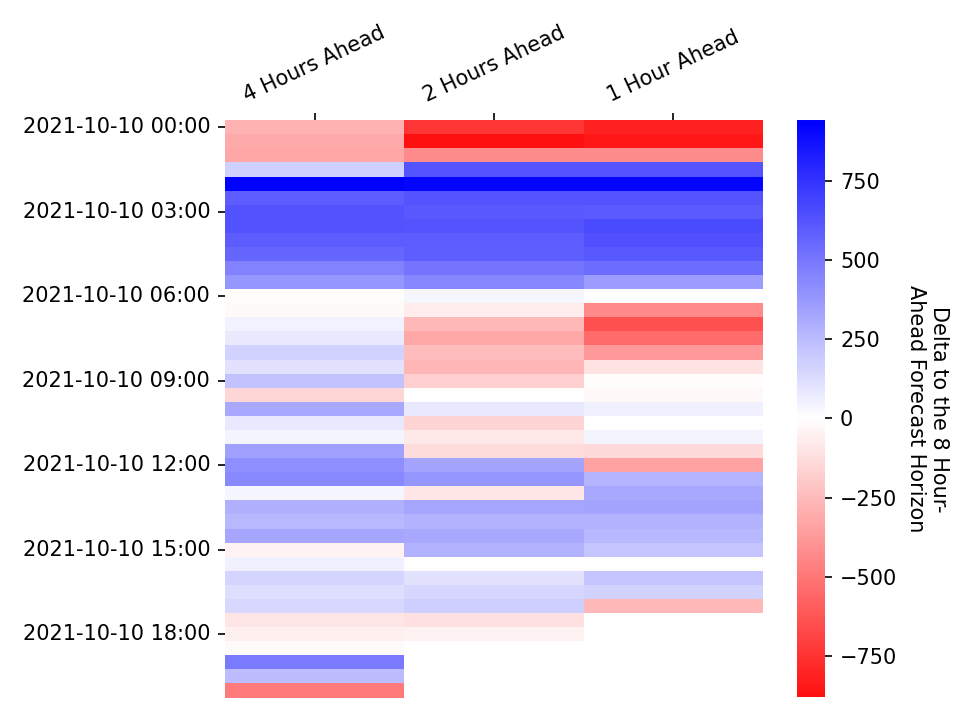 4 Hours Ahead
2 Hours Ahead
1 Hour Ahead
2021-10-10 00:00
2021-10-10 03:00
2021-10-10 06:00
2021-10-10 09:00
2021-10-10 12:00
2021-10-10 15:00
2021-10-10 18:00
750
500
250
0
−250
−500
−750
Delta to the 8 Hour-
Ahead Forecast Horizon